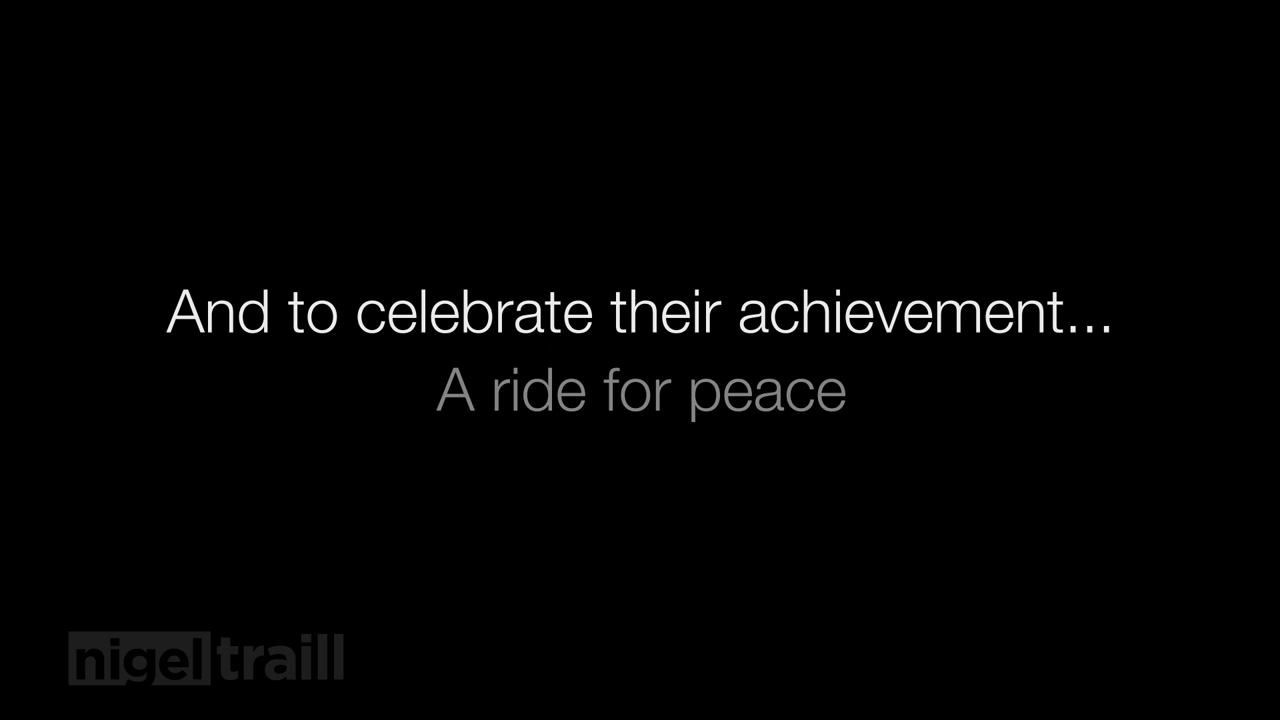 And to celebrate their achievement...
A ride for peace
nigel traill